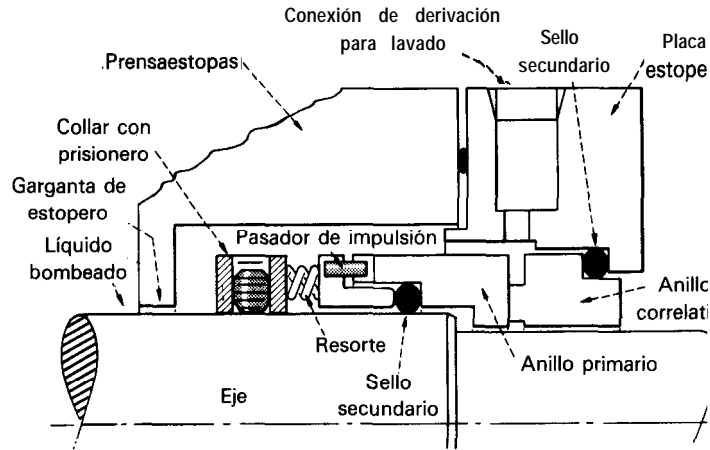 Conexión de derivación
para lavado
Sello
secundario
Placa
estope
Prensaestopas
Collar con
prisionero
Garganta de
estopero
Líquido
bombeado
Pasador de impulsión
Resorte
Sello
secundario
Eje
Anillo primario
Anillo
correlati